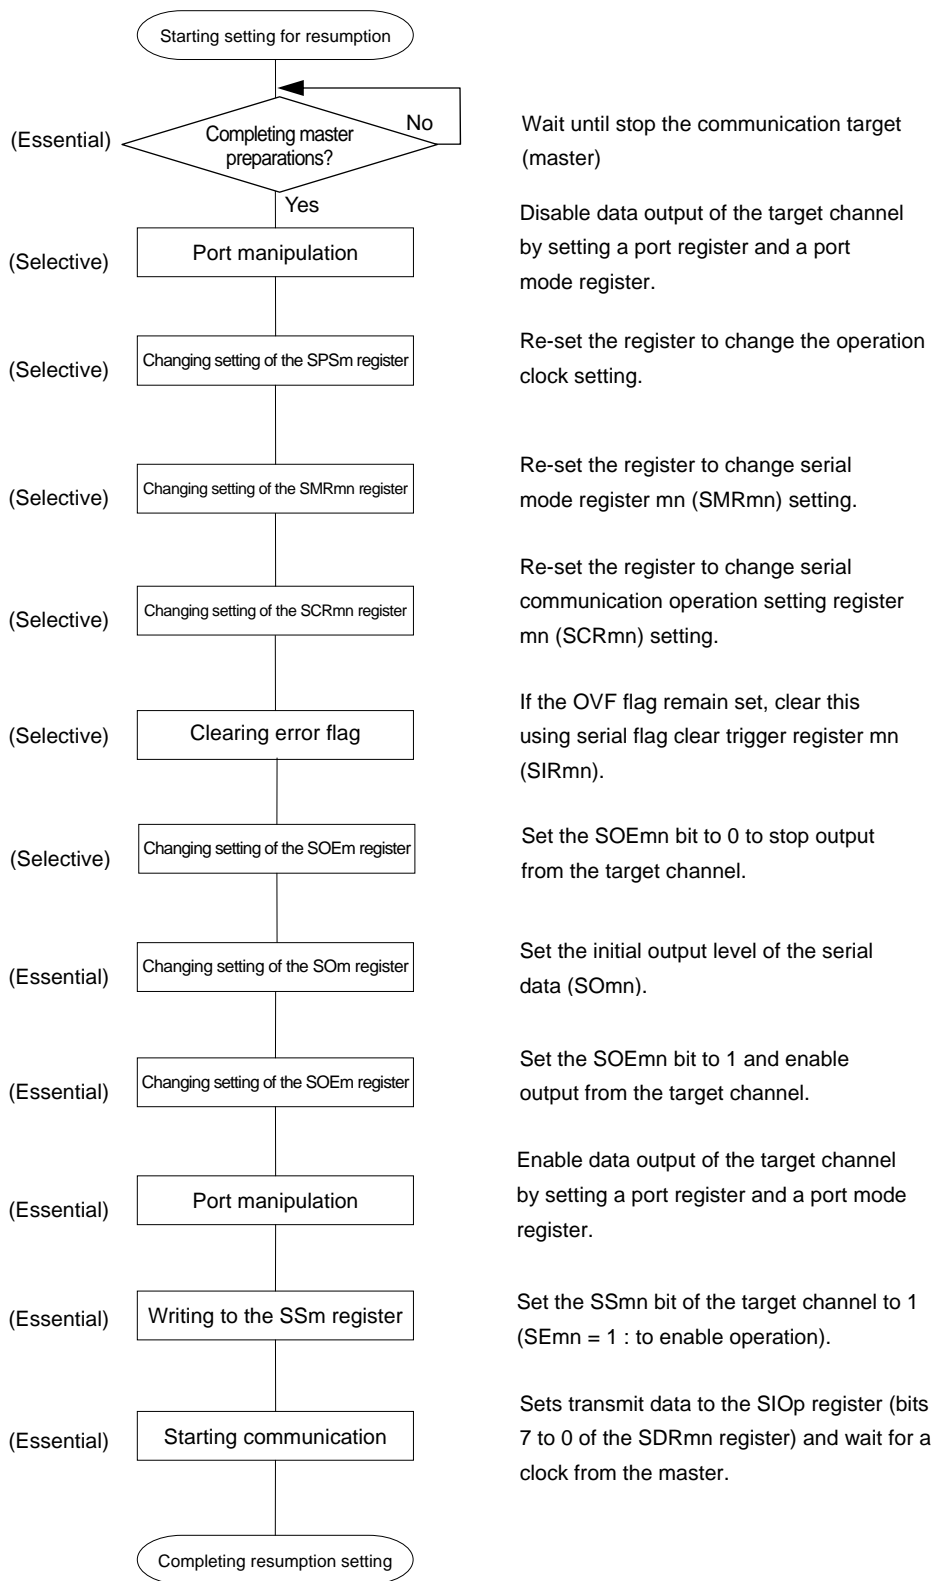 Starting setting for resumption
(Essential)
Completing master
preparations?
No
Yes
Wait until stop the communication target
(master)
(Selective)
Port manipulation
Disable data output of the target channel
by setting a port register and a port
mode register.
(Selective)
Changing setting of the SPSm register
Re-set the register to change the operation
clock setting.
(Selective)
Changing setting of the SMRmn register
Re-set the register to change serial
mode register mn (SMRmn) setting.
(Selective)
Changing setting of the SCRmn register
Re-set the register to change serial
communication operation setting register
mn (SCRmn) setting.
(Selective)
Clearing error flag
If the OVF flag remain set, clear this
using serial flag clear trigger register mn
(SIRmn).
(Selective)
Changing setting of the SOEm register
Set the SOEmn bit to 0 to stop output
from the target channel.
(Essential)
Changing setting of the SOm register
Set the initial output level of the serial
data (SOmn).
(Essential)
Changing setting of the SOEm register
Set the SOEmn bit to 1 and enable
output from the target channel.
(Essential)
Port manipulation
Enable data output of the target channel
by setting a port register and a port mode
register.
(Essential)
Writing to the SSm register
Set the SSmn bit of the target channel to 1
(SEmn = 1 : to enable operation).
(Essential)
Starting communication
Sets transmit data to the SIOp register (bits
7 to 0 of the SDRmn register) and wait for a
clock from the master.
Completing resumption setting